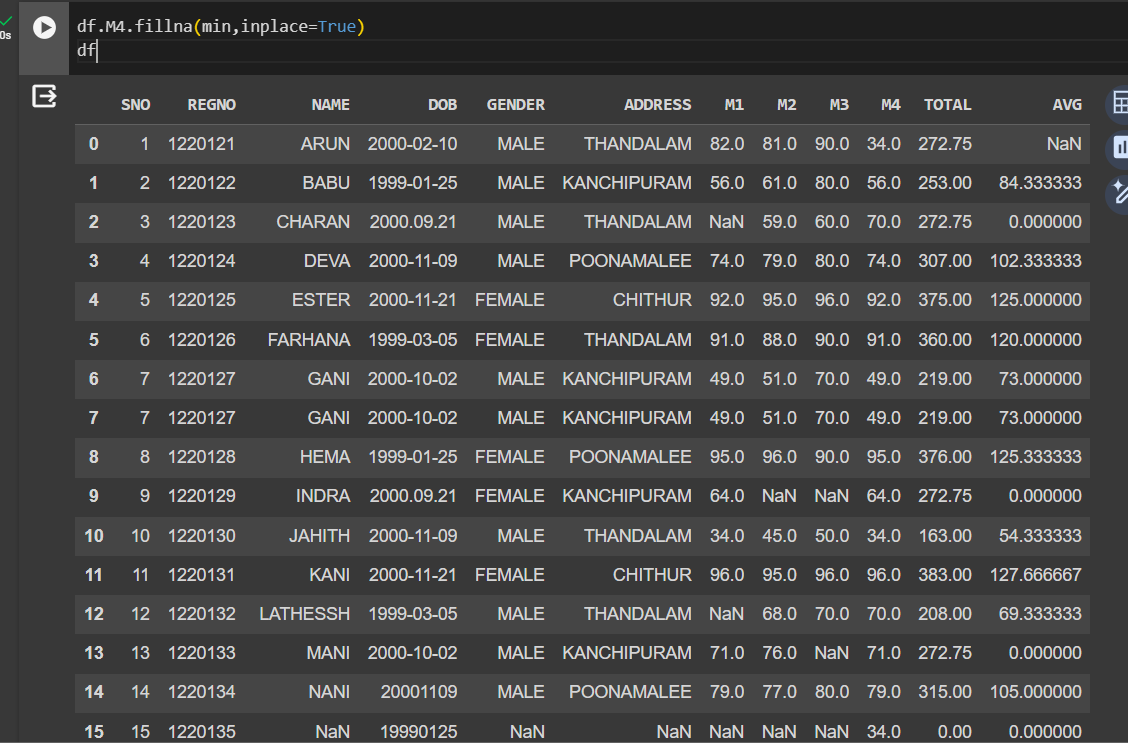 0s
df.M4.fillna(min,inplace=True)
df
SNO REGNO NAME DOB GENDER ADDRESS M1 M2 M3 M4 TOTAL AVG
0 1 1220121 ARUN 2000-02-10 MALE THANDALAM 82.0 81.0 90.0 34.0 272.75 NaN
1 2 1220122 BABU 1999-01-25 MALE KANCHIPURAM 56.0 61.0 80.0 56.0 253.00 84.333333
2 3 1220123 CHARAN 2000.09.21 MALE THANDALAM NaN 59.0 60.0 70.0 272.75 0.000000
3 4 1220124 DEVA 2000-11-09 MALE POONAMALEE 74.0 79.0 80.0 74.0 307.00 102.333333
4 5 1220125 ESTER 2000-11-21 FEMALE CHITHUR 92.0 95.0 96.0 92.0 375.00 125.000000
5 6 1220126 FARHANA 1999-03-05 FEMALE THANDALAM 91.0 88.0 90.0 91.0 360.00 120.000000
6 7 1220127 GANI 2000-10-02 MALE KANCHIPURAM 49.0 51.0 70.0 49.0 219.00 73.000000
7 7 1220127 GANI 2000-10-02 MALE KANCHIPURAM 49.0 51.0 70.0 49.0 219.00 73.000000
8 8 1220128 HEMA 1999-01-25 FEMALE POONAMALEE 95.0 96.0 90.0 95.0 376.00 125.333333
9 9 1220129 INDRA 2000.09.21 FEMALE KANCHIPURAM 64.0 NaN NaN 64.0 272.75 0.000000
10 10 1220130 JAHITH 2000-11-09 MALE THANDALAM 34.0 45.0 50.0 34.0 163.00 54.333333
11 11 1220131 KANI 2000-11-21 FEMALE CHITHUR 96.0 95.0 96.0 96.0 383.00 127.666667
12 12 1220132 LATHESSH 1999-03-05 MALE THANDALAM NaN 68.0 70.0 70.0 208.00 69.333333
13 13 1220133 MANI 2000-10-02 MALE KANCHIPURAM 71.0 76.0 NaN 71.0 272.75 0.000000
14 14 1220134 NANI 20001109 MALE POONAMALEE 79.0 77.0 80.0 79.0 315.00 105.000000
15 15 1220135 NaN 19990125 NaN NaN NaN NaN NaN 34.0 0.00 0.000000